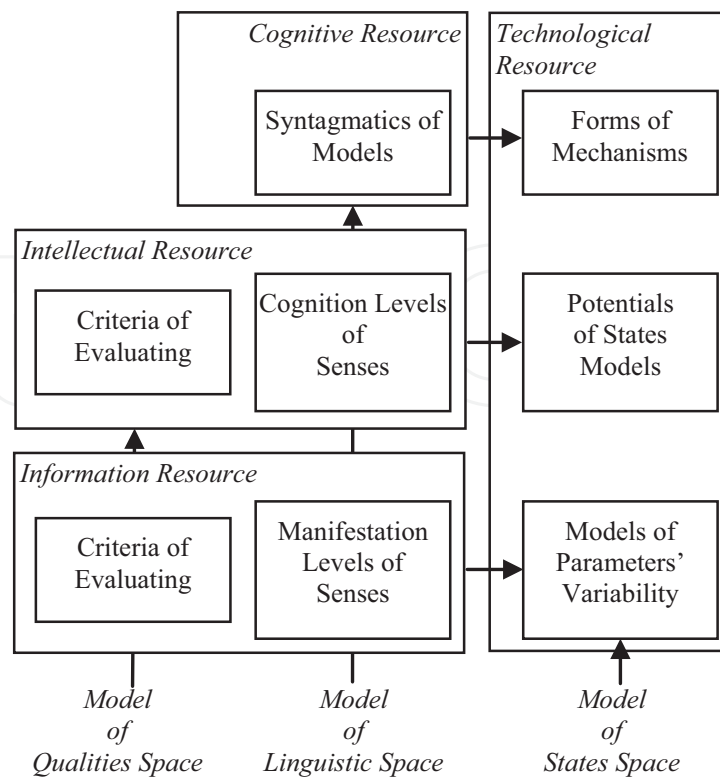 Cognitive Resource
Syntagmatics of
Models
Technological
Resource
Forms of
Mechanisms
Intellectual Resource
Criteria of
Evaluating
Cognition Levels
of
Senses
Potentials
of States
Models
Information Resource
Criteria of
Evaluating
Manifestation
Levels of
Senses
Models of
Parameters’
Variability
Model
of
Qualities Space
Model
of
Linguistic Space
Model
of
States Space